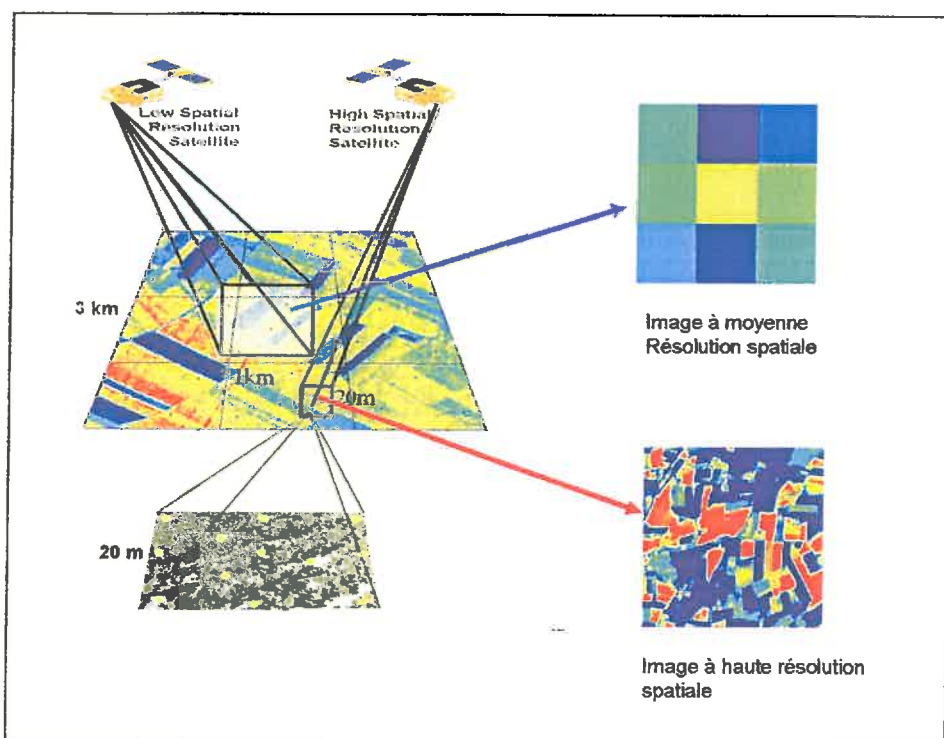 Low Spatial
Resolution
Satellite
High Spatial
Resolution
Satellite
3 km
1km
20m
20 m
Image à moyenne
Résolution spatiale
Image à haute résolution
spatiale